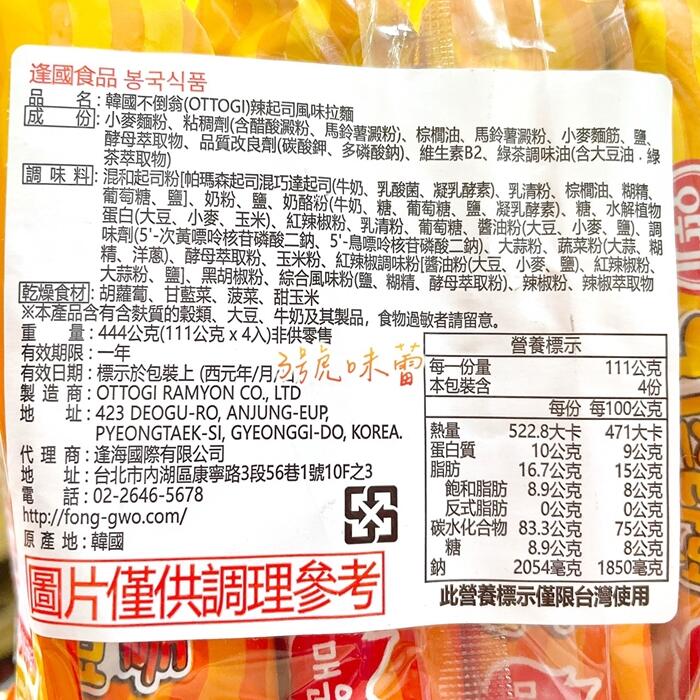 逢國食品 봉국식품
品　　名:韓國不倒翁(OTTOGI)辣起司風味拉麵
成　　份:小麥麵粉、粘稠劑(含醋酸澱粉、馬鈴薯澱粉)、棕櫚油、馬鈴薯澱粉、小麥麵筋、鹽、
酵母萃取物、品質改良劑(碳酸鉀、多磷酸鈉)、維生素B2、綠茶調味油(含大豆油．綠
茶萃取物)
調 味 料:混和起司粉[帕瑪森起司混巧達起司(牛奶、乳酸菌、凝乳酵素)、乳清粉、棕櫚油、糊精、
葡萄糖、鹽]、奶粉、鹽、奶酪粉(牛奶、糖、葡萄糖、鹽、凝乳酵素)、糖、水解植物
蛋白(大豆、小麥、玉米)、紅辣椒粉、乳清粉、葡萄糖、醬油粉(大豆、小麥、鹽)、調
味劑(5'-次黃嘌呤核苷磷酸二鈉、5'-鳥嘌呤核苷磷酸二鈉)、大蒜粉、蔬菜粉(大蒜、糊
精、洋蔥)、酵母萃取粉、玉米粉、紅辣椒調味粉[醬油粉(大豆、小麥、鹽)、紅辣椒粉、
大蒜粉、鹽]、黑胡椒粉、綜合風味粉(鹽、糊精、酵母萃取粉)、辣椒粉、辣椒萃取物
乾燥食材:胡蘿蔔、甘藍菜、菠菜、甜玉米
※本產品含有含麩質的穀類、大豆、牛奶及其製品，食物過敏者請留意。
重　　量:444公克(111公克 x 4入)非供零售
有效期限:一年
有效日期:標示於包裝上 (西元年/月/
3號味蕾
製 造 商:OTTOGI RAMYON CO., LTD
地　　址:423 DEOGU-RO, ANJUNG-EUP,
PYEONGTAEK-SI, GYEONGGI-DO, KOREA.
代 理 商:逢海國際有限公司
地　　址:台北市內湖區康寧路3段56巷1號10F之3
電　　話:02-2646-5678
http://fong-gwo.com/
原 產 地:韓國
圖片僅供調理參考
營養標示
每一份量 111公克
本包裝含 4份
每份 每100公克
熱量 522.8大卡 471大卡
蛋白質 10公克 9公克
脂肪 16.7公克 15公克
飽和脂肪 8.9公克 8公克
反式脂肪 0公克 0公克
碳水化合物 83.3公克 75公克
糖 8.9公克 8公克
鈉 2054毫克 1850毫克
此營養標示僅限台灣使用